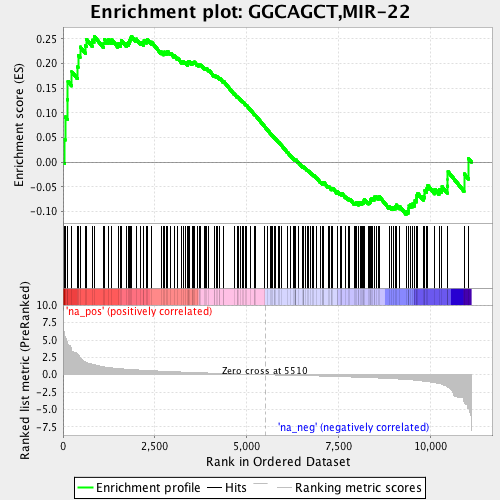 Enrichment plot: GGCAGCT,MIR-22
Enrichment score (ES)
0.25
0.20
0.15
0.10
0.05
0.00
-0.05
-0.10
Ranked list metric (PreRanked)
10.0
7.5
5.0
2.5
0.0
-2.5
-5.0
-7.5
'na_pos' (positively correlated)
Zero cross at 5510
'na_neg' (negatively correlated)
0
2,500
5,000
7,500
10,000
Rank in Ordered Dataset
Enrichment profile
Hits
Ranking metric scores